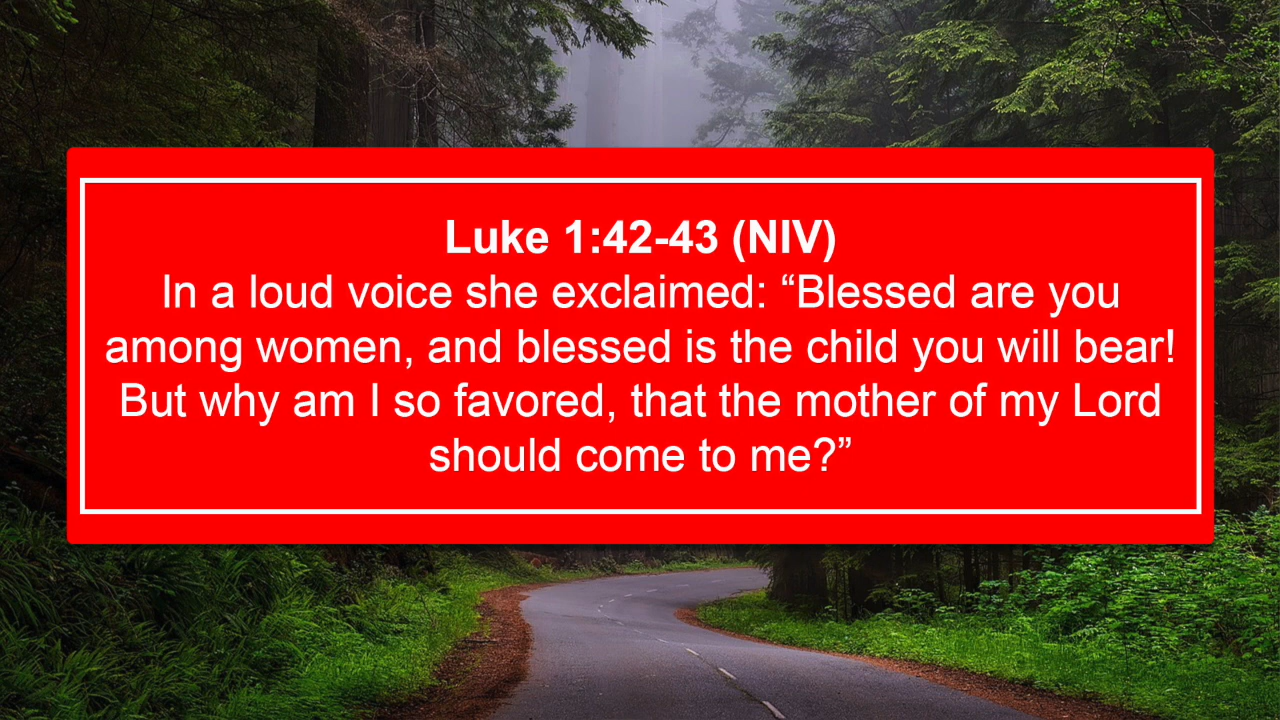 Luke 1:42-43 (NIV)
In a loud voice she exclaimed: “Blessed are you
among women, and blessed is the child you will bear!
But why am I so favored, that the mother of my Lord
should come to me?”